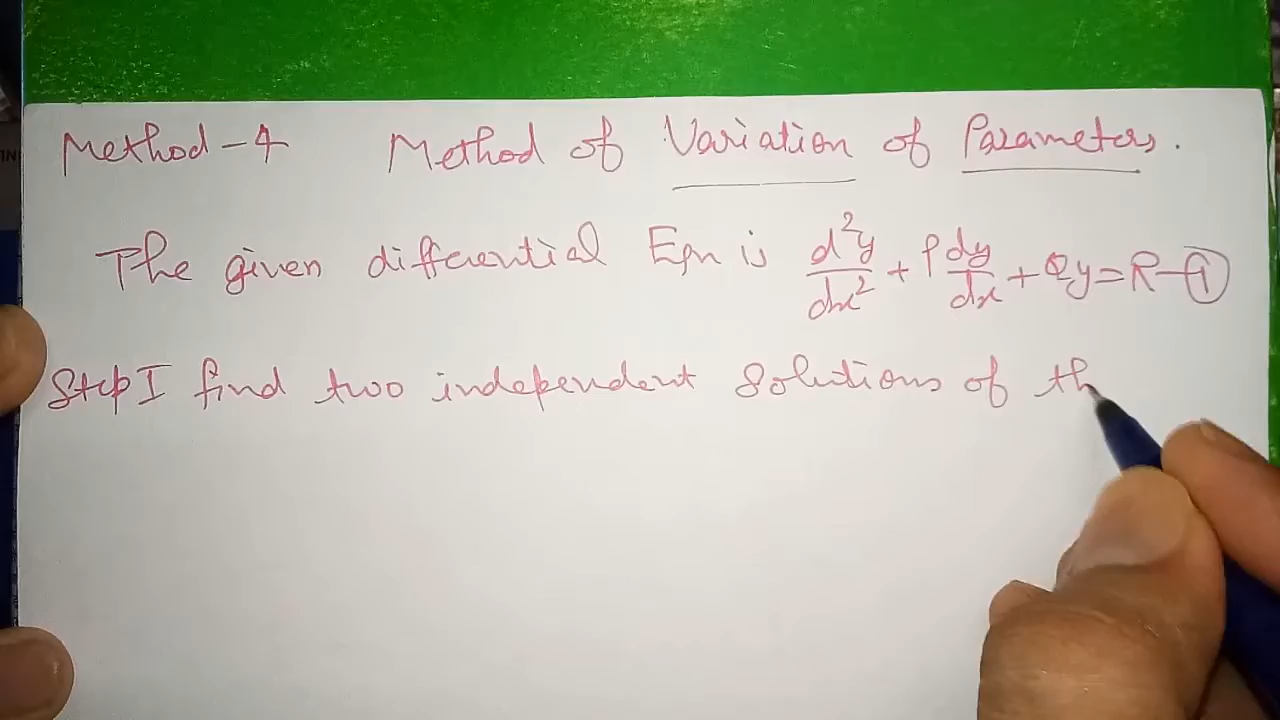 Method-4 Method of Variation of Parameters.
The given differential Eqn is d²y/dx² + P dy/dx + Qy = R —①
Step I find two independent solutions of th